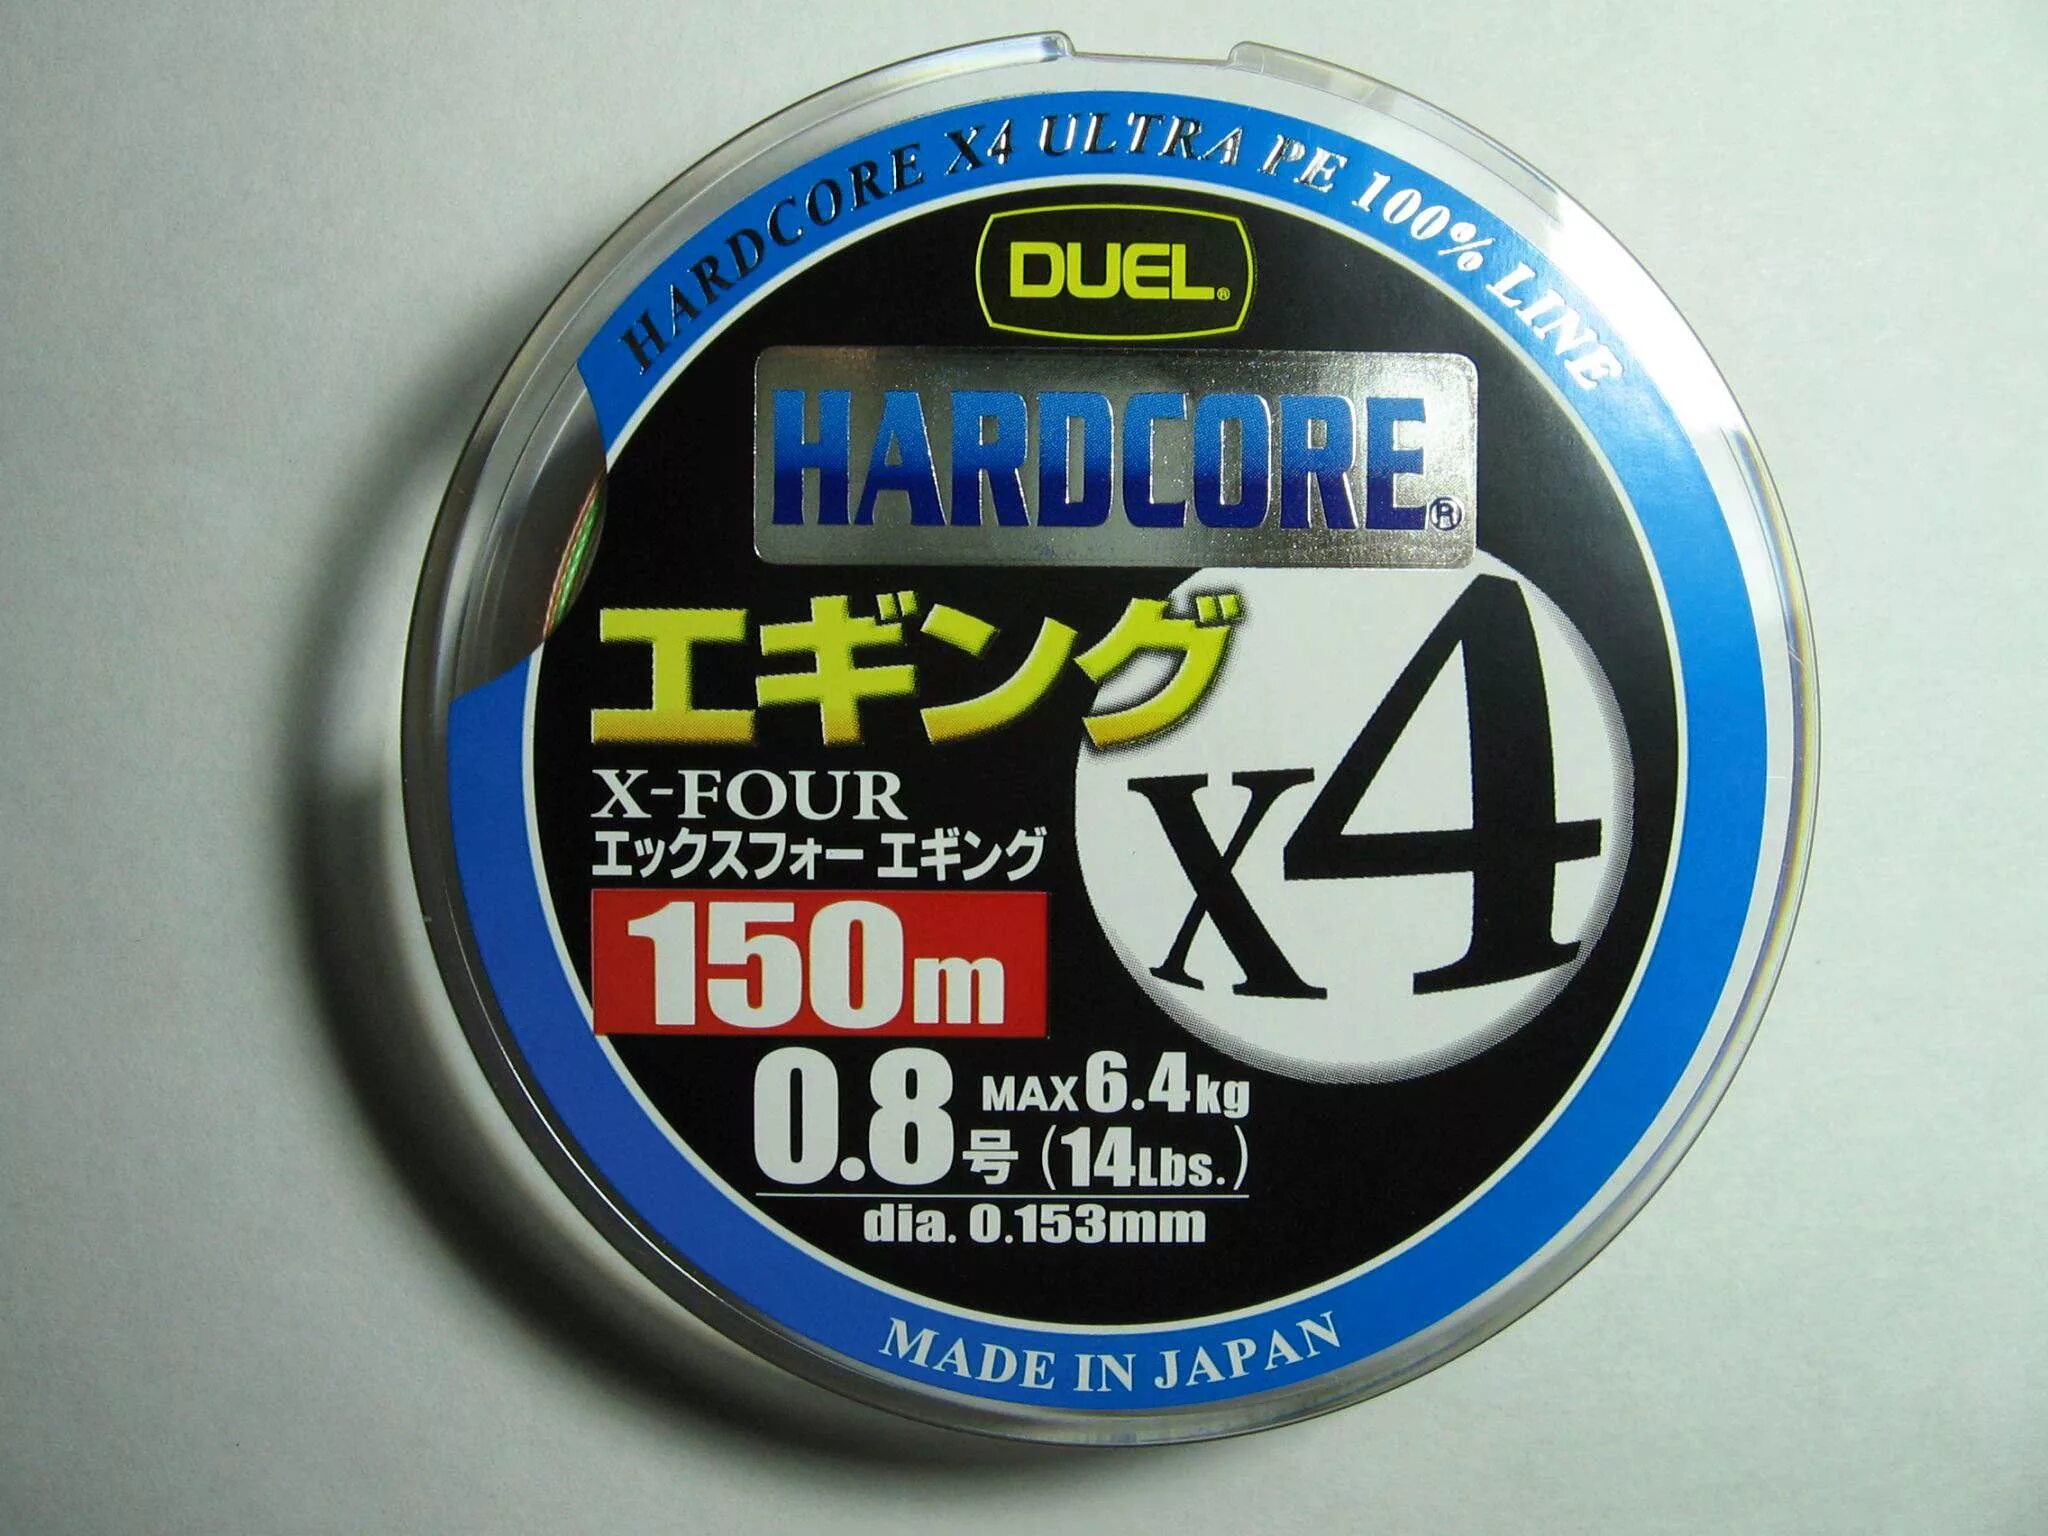 HARDCORE X4 ULTRA PE 100% LINE
DUEL®
HARDCORE®
エギング
X4
X-FOUR
エックスフォー エギング
150m
0.8号 MAX 6.4kg
(14Lbs.)
dia. 0.153mm
MADE IN JAPAN